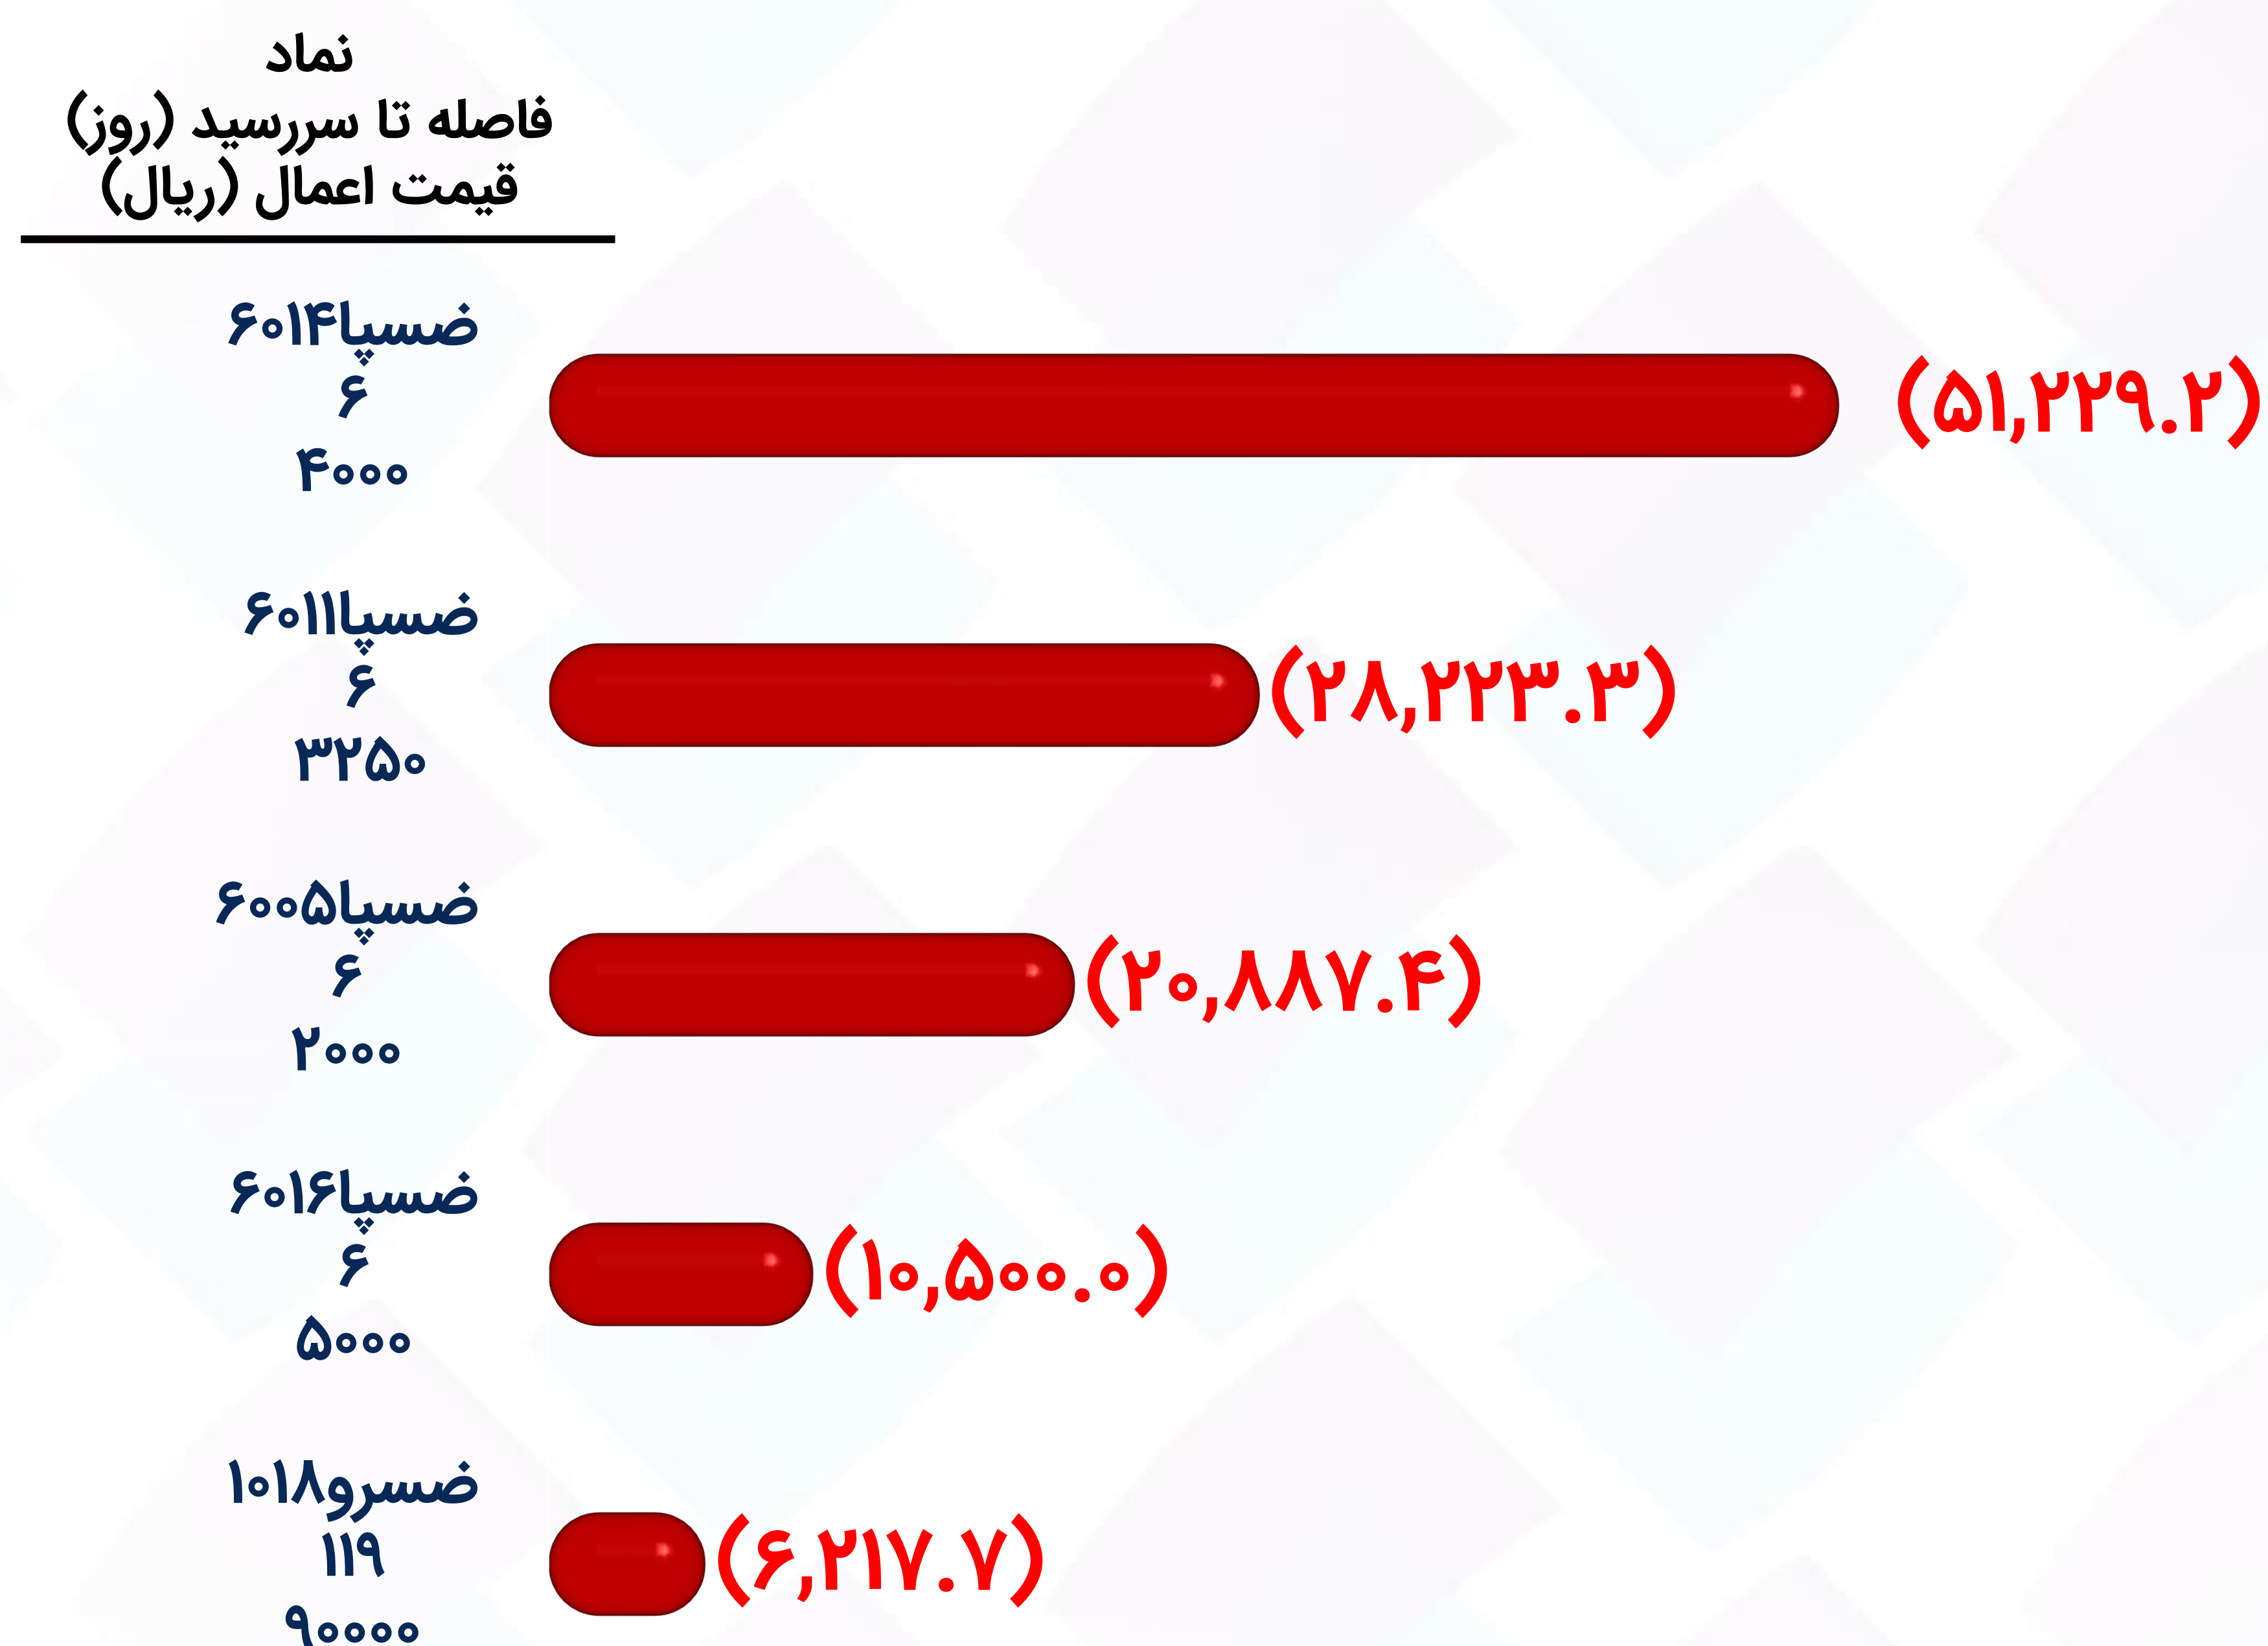 نماد
فاصله تا سررسید (روز)
قیمت اعمال (ریال)
ضسپا۶۰۱۴
۶
۴۰۰۰
(۵۱,۲۲۹.۲)
ضسپا۶۰۱۱
۶
۳۲۵۰
(۲۸,۲۲۳.۳)
ضسپا۶۰۰۵
۶
۲۰۰۰
(۲۰,۸۸۷.۴)
ضسپا۶۰۱۶
۶
۵۰۰۰
(۱۰,۵۰۰.۰)
ضسرو۱۰۱۸
۱۱۹
۹۰۰۰۰
(۶,۲۱۷.۷)